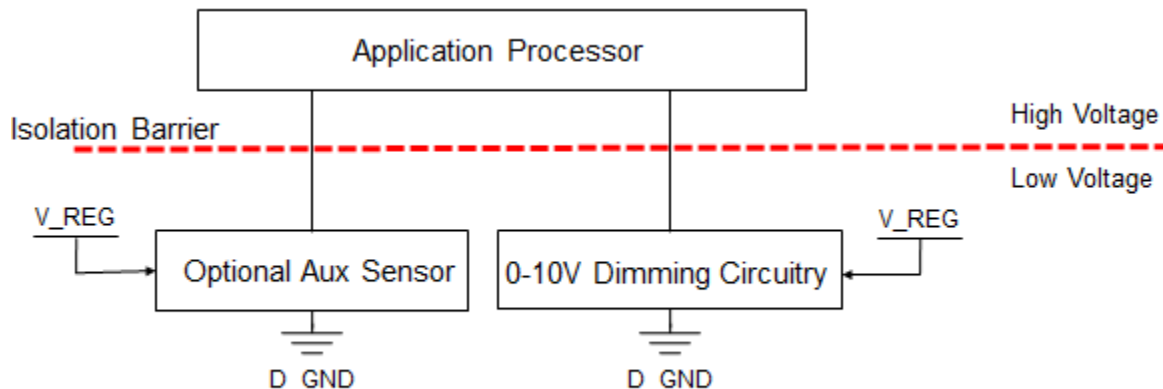 Application Processor
Isolation Barrier
High Voltage
Low Voltage
V_REG
V_REG
Optional Aux Sensor
0-10V Dimming Circuitry
D_GND
D_GND